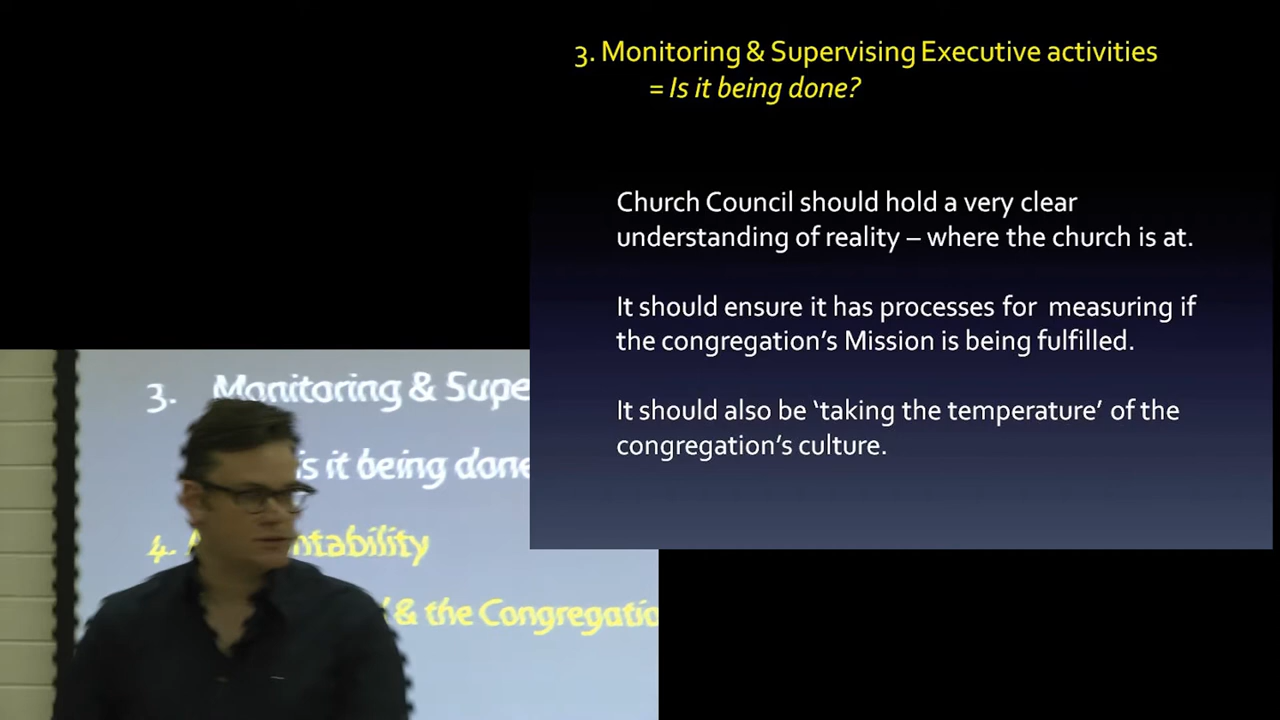 3. Monitoring & Supervising Executive activities
= Is it being done?
Church Council should hold a very clear
understanding of reality – where the church is at.
It should ensure it has processes for measuring if
the congregation's Mission is being fulfilled.
It should also be ‘taking the temperature’ of the
congregation's culture.
3. Monitoring &
is it being done
4.
& the